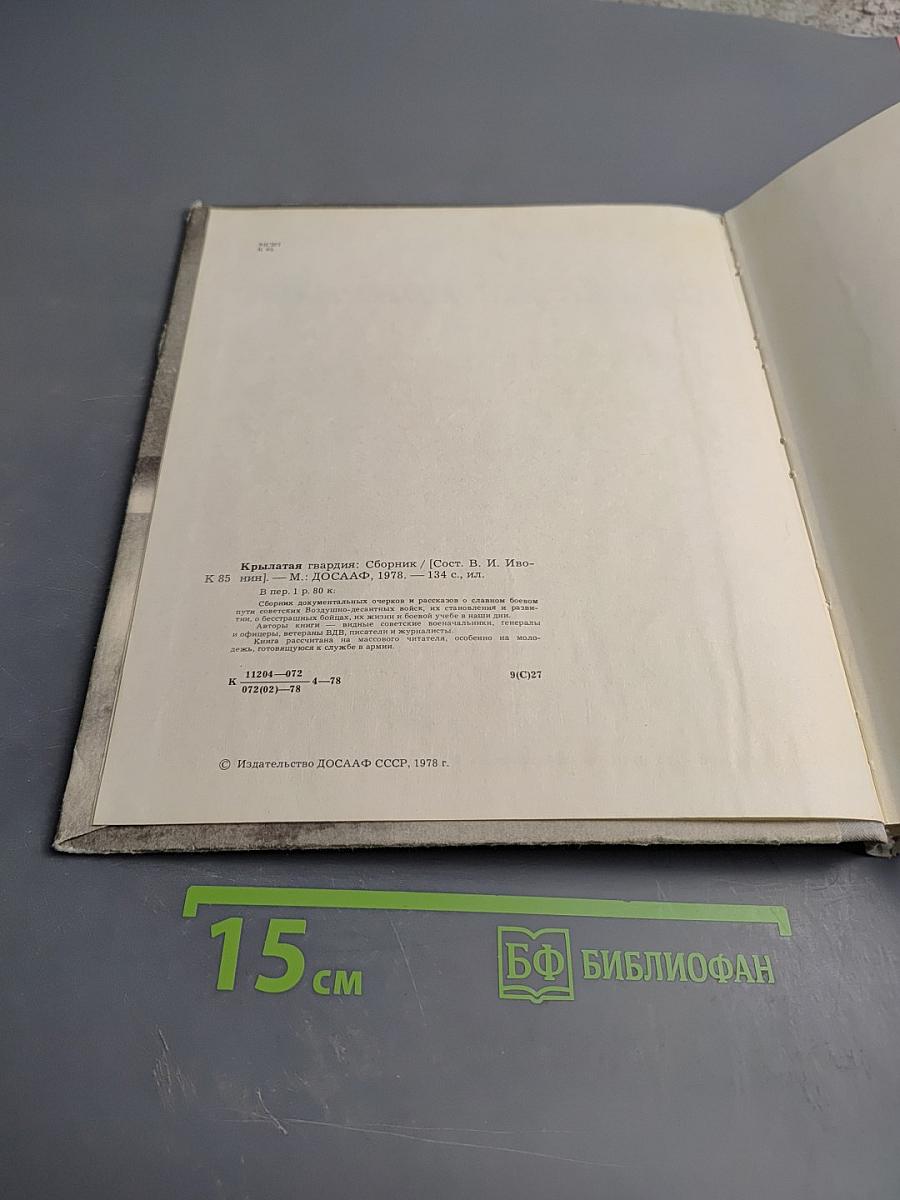 К 85
Крылатая гвардия: Сборник / [Сост. В. И. Иво-
К 85 нин]. — М.: ДОСААФ, 1978. — 134 с., ил.
В пер. 1 р. 80 к:
Сборник документальных очерков и рассказов о славном боевом
пути советских Воздушно-десантных войск, их становлении и разви-
тии, о бесстрашных бойцах, их жизни и боевой учебе в наши дни.
Авторы книги — видные советские военачальники, генералы
и офицеры, ветераны ВДВ, писатели и журналисты.
Книга рассчитана на массового читателя, особенно на моло-
дежь, готовящуюся к службе в армии.
11204—072
К 4—78 9(С)27
072(02)—78
© Издательство ДОСААФ СССР, 1978 г.
15 см БФ БИБЛИОФАН